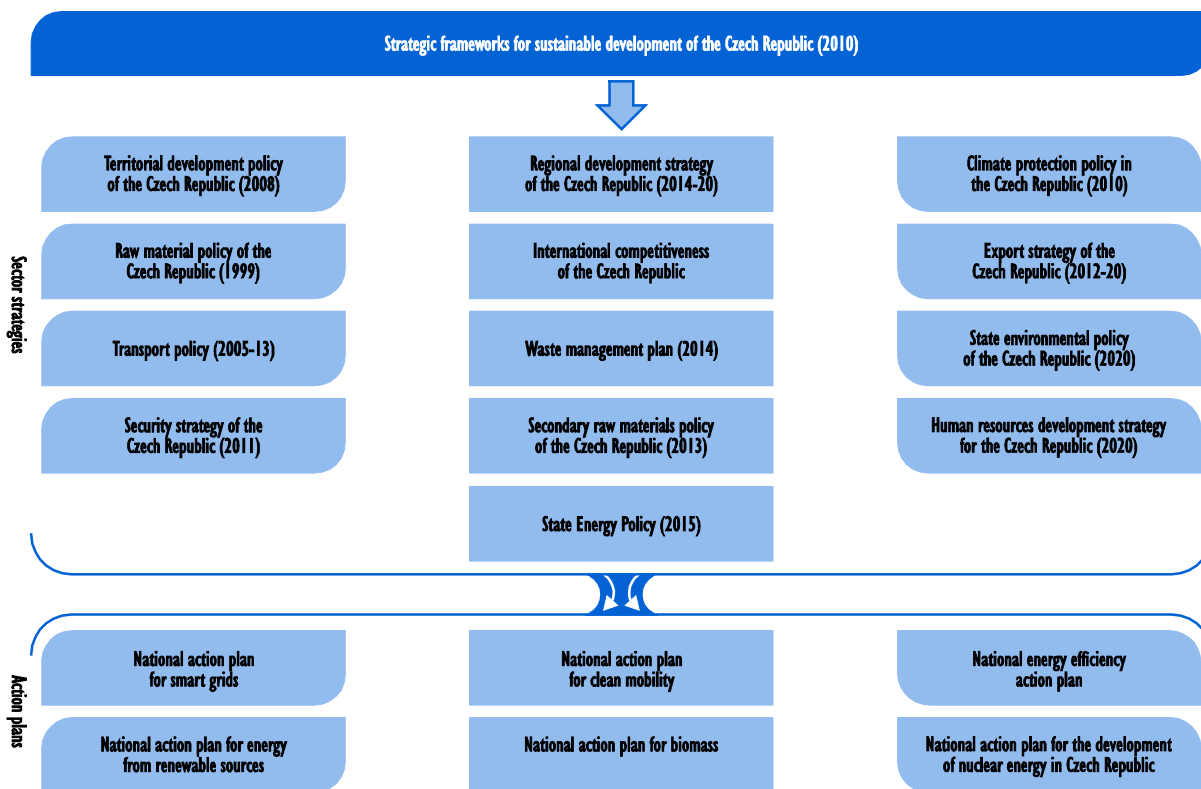 Strategic frameworks for sustainable development of the Czech Republic (2010)
Sector strategies
Territorial development policy
of the Czech Republic (2008)
Regional development strategy
of the Czech Republic (2014-20)
Climate protection policy in
the Czech Republic (2010)
Raw material policy of the
Czech Republic (1999)
International competitiveness
of the Czech Republic
Export strategy of the
Czech Republic (2012-20)
Transport policy (2005-13)
Waste management plan (2014)
State environmental policy
of the Czech Republic (2020)
Security strategy of the
Czech Republic (2011)
Secondary raw materials policy
of the Czech Republic (2013)
Human resources development strategy
for the Czech Republic (2020)
State Energy Policy (2015)
Action plans
National action plan
for smart grids
National action plan
for clean mobility
National energy efficiency
action plan
National action plan for energy
from renewable sources
National action plan for biomass
National action plan for the development
of nuclear energy in Czech Republic